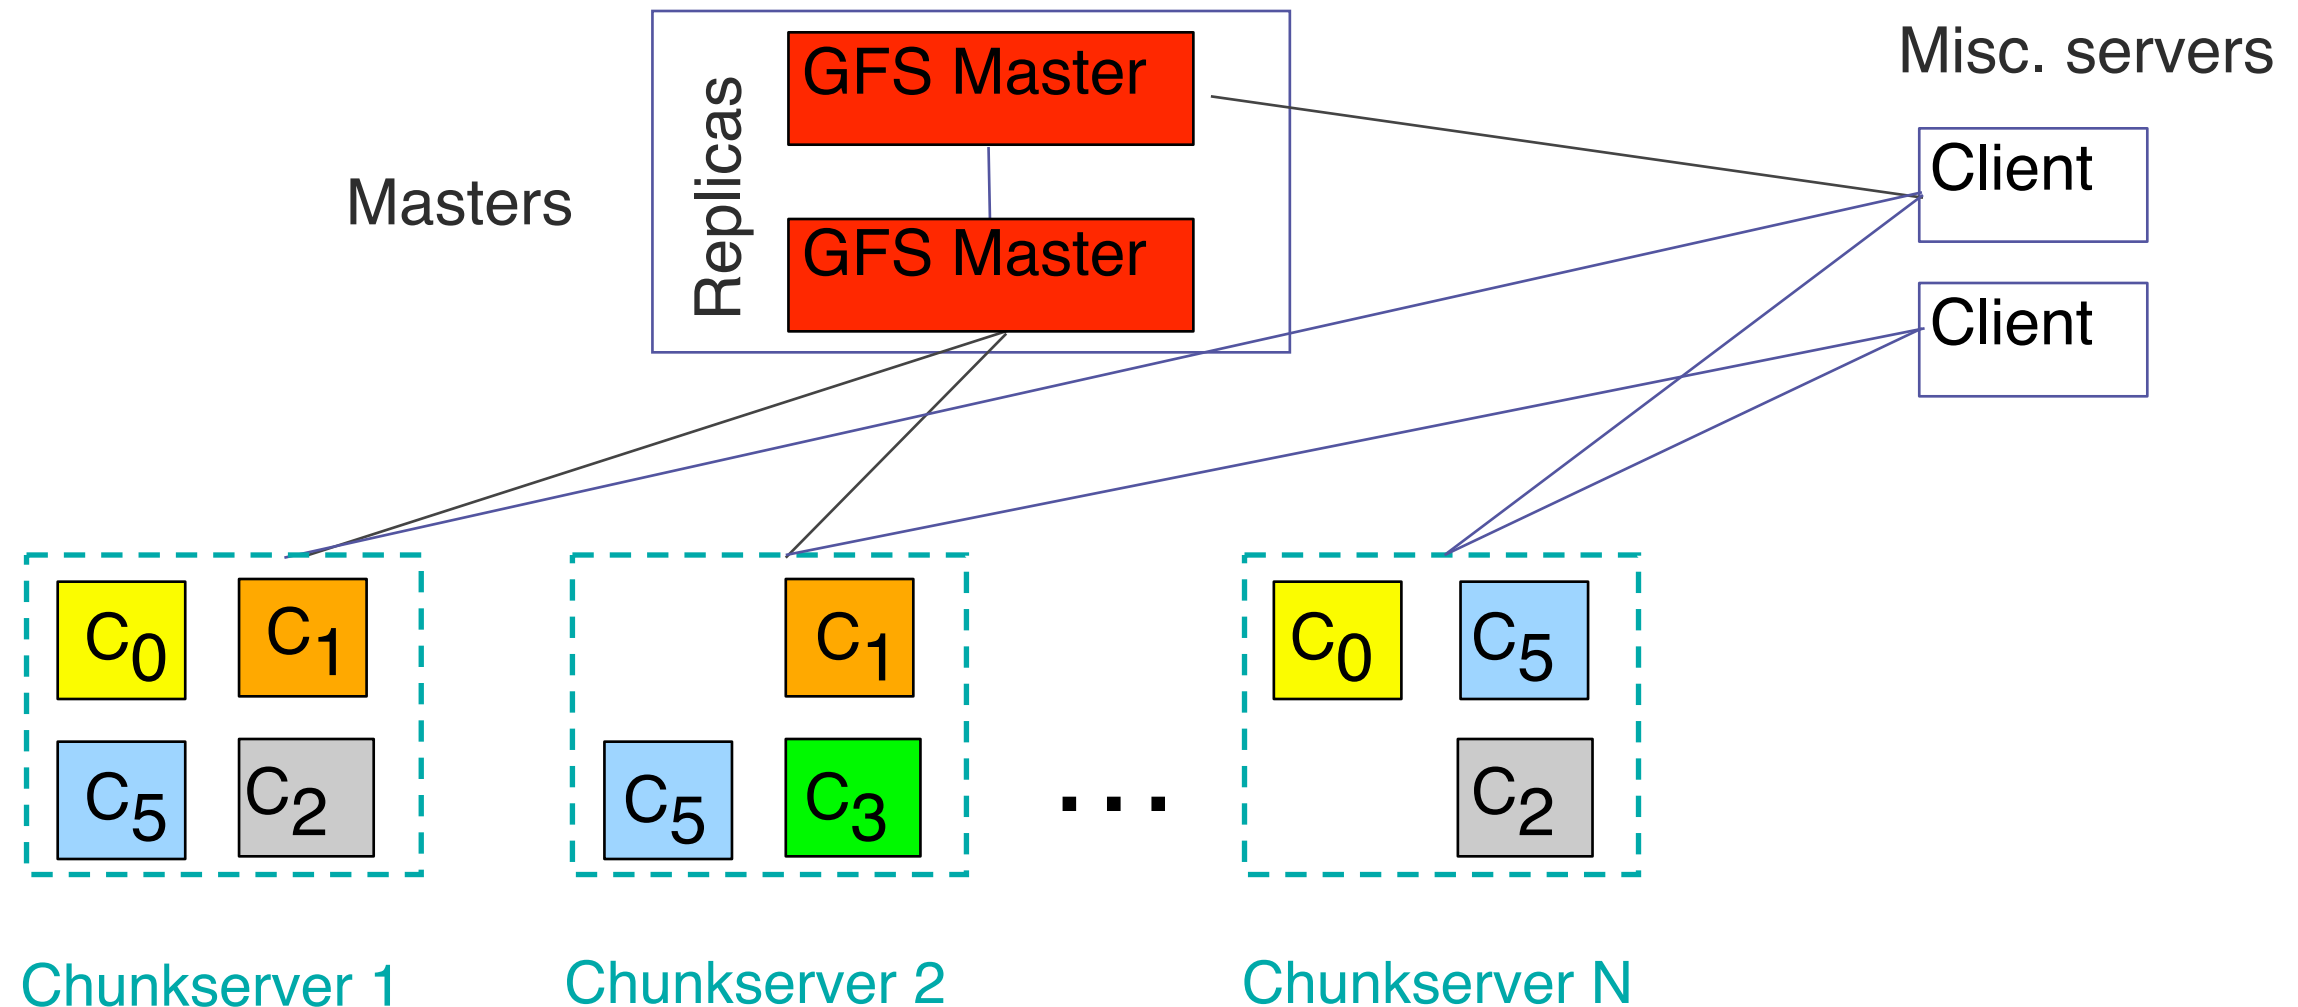 GFS Master
Misc. servers
Replicas
Client
Masters
GFS Master
Client
C0 C1
C5 C2
C1
C5 C3
...
C0 C5
C2
Chunkserver 1
Chunkserver 2
Chunkserver N